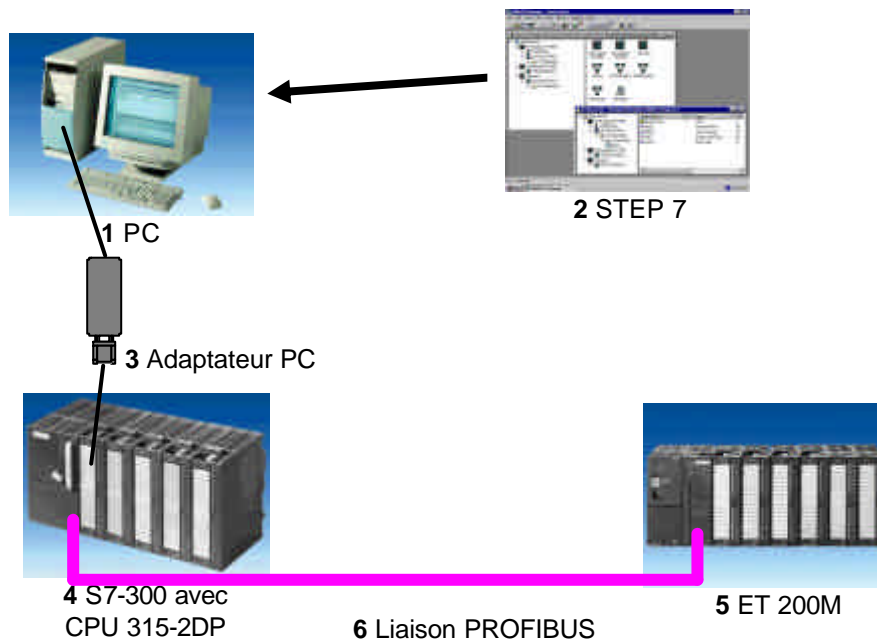 2 STEP 7
1 PC
3 Adaptateur PC
4 S7-300 avec
CPU 315-2DP
5 ET 200M
6 Liaison PROFIBUS